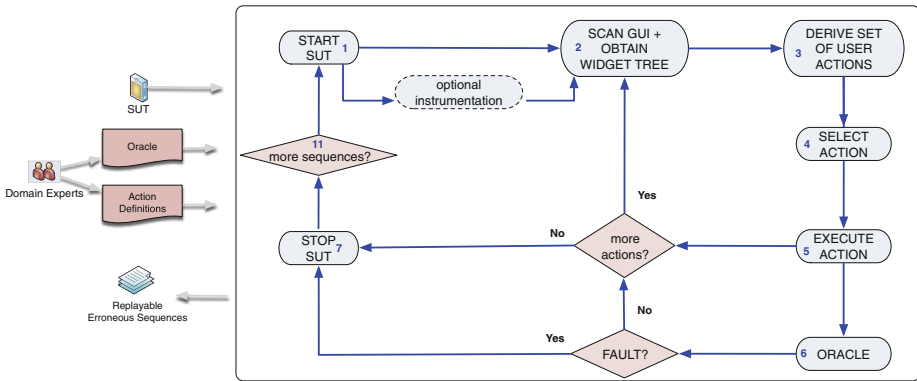 START
SUT
1
2
SCAN GUI +
OBTAIN
WIDGET TREE
3
DERIVE SET
OF USER
ACTIONS
optional
instrumentation
SUT
11
more sequences?
4
SELECT
ACTION
Oracle
Domain Experts
Action
Definitions
Yes
No
STOP
SUT
7
more
actions?
5
EXECUTE
ACTION
Replayable
Erroneous Sequences
No
Yes
FAULT?
6
ORACLE